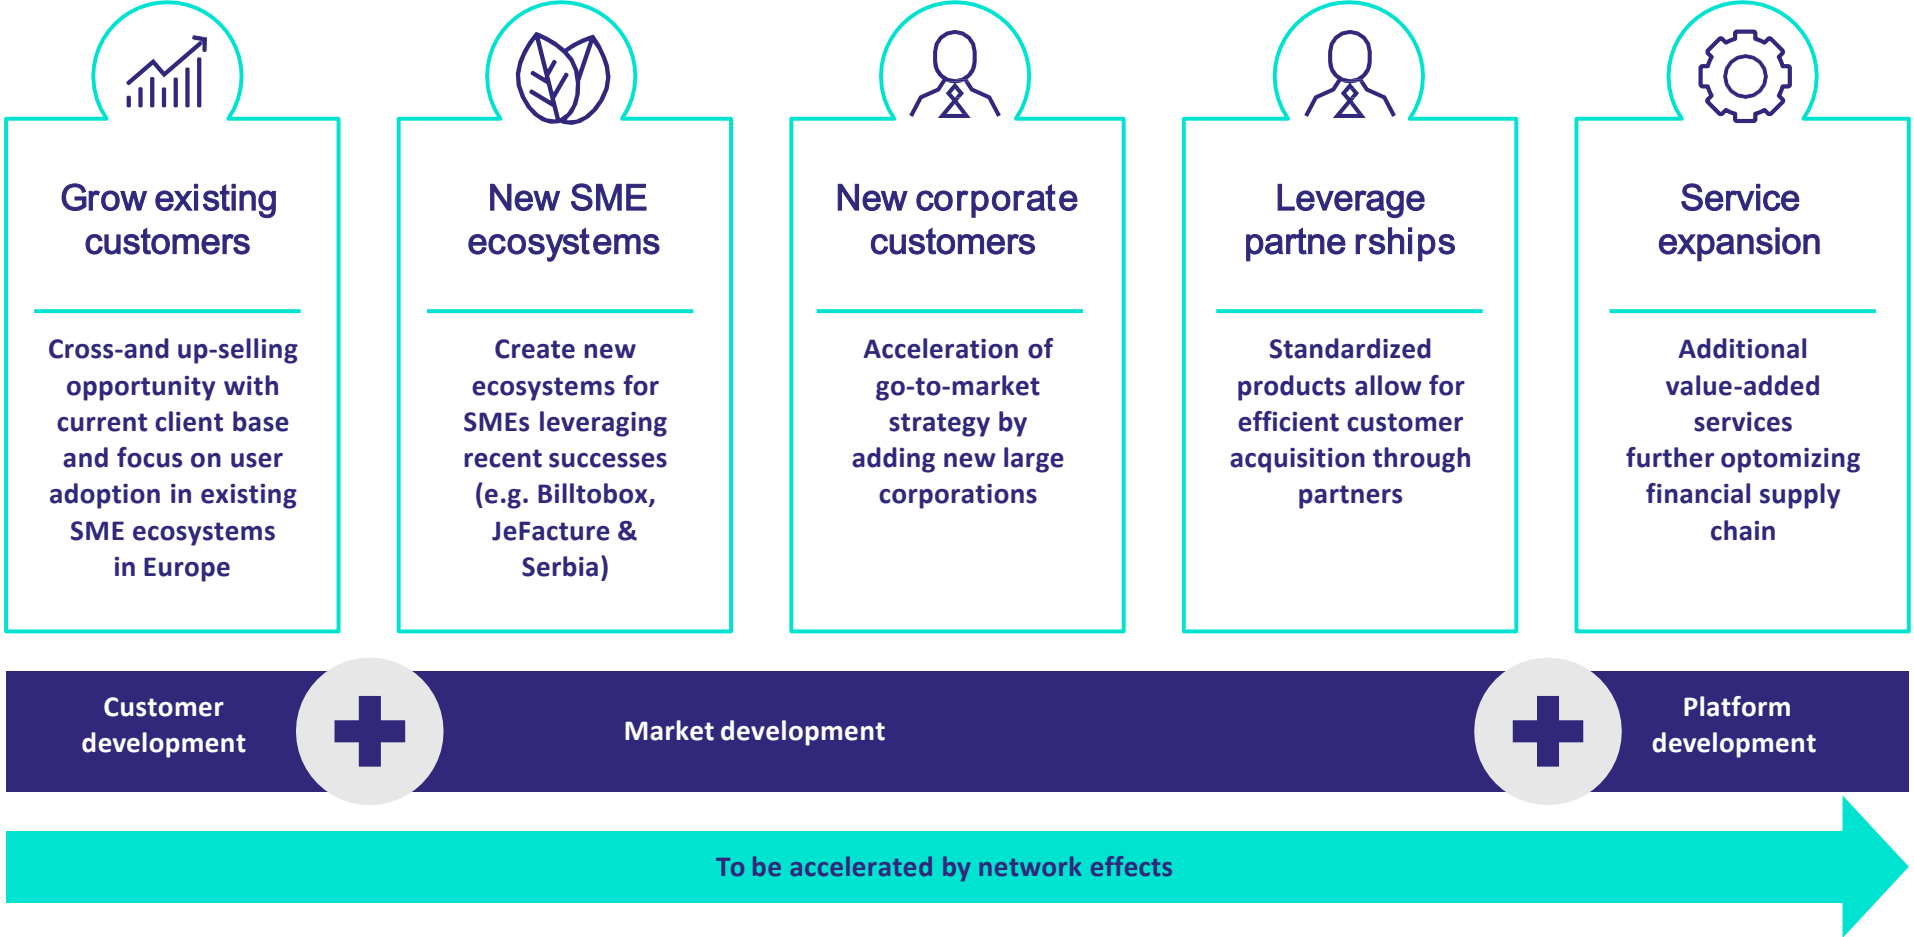 Grow existing
customers
Cross-and up-selling
opportunity with
current client base
and focus on user
adoption in existing
SME ecosystems
in Europe
New SME
ecosystems
Create new
ecosystems for
SMEs leveraging
recent successes
(e.g. Billtobox,
JeFacture &
Serbia)
New corporate
customers
Acceleration of
go-to-market
strategy by
adding new large
corporations
Leverage
partne rships
Standardized
products allow for
efficient customer
acquisition through
partners
Service
expansion
Additional
value-added
services
further optomizing
financial supply
chain
Customer
development
Market development
Platform
development
To be accelerated by network effects